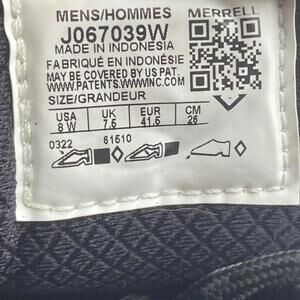 MENS/HOMMES MERRELL
J067039W
MADE IN INDONESIA
FABRIQUÉ EN INDONÉSIE
MAY BE COVERED BY US PAT.
WWW.PATENTS.WWWINC.COM
SIZE/GRANDEUR
USA UK EUR CM
8 W 7.5 41.5 26
0322 61510